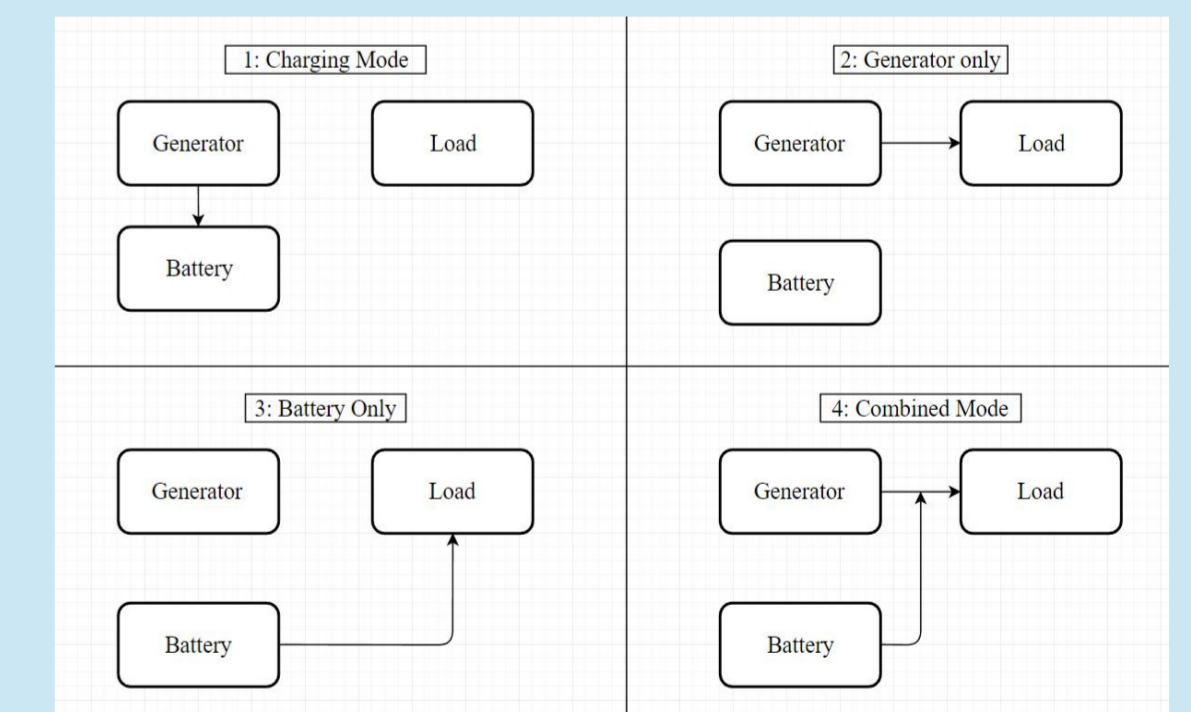 1: Charging Mode
Generator
Load
Battery
2: Generator only
Generator
Load
Battery
3: Battery Only
Generator
Load
Battery
4: Combined Mode
Generator
Load
Battery